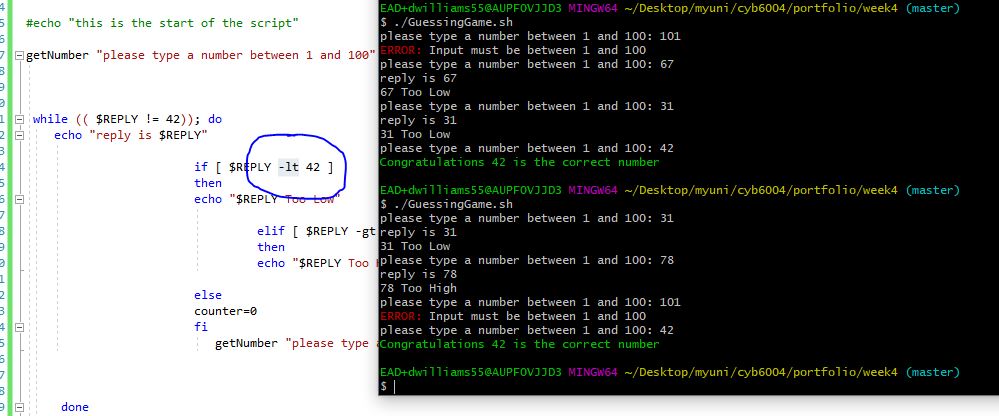 #echo "this is the start of the script"
getNumber "please type a number between 1 and 100"
while (( $REPLY != 42)); do
echo "reply is $REPLY"
if [ $REPLY -lt 42 ]
then
echo "$REPLY Too Low"
elif [ $REPLY -gt
then
echo "$REPLY Too
else
counter=0
fi
getNumber "please type
done
EAD+dwilliams55@AUPF0VJJD3 MINGW64 ~/Desktop/myuni/cyb6004/portfolio/week4 (master)
$ ./GuessingGame.sh
please type a number between 1 and 100: 101
ERROR: Input must be between 1 and 100
please type a number between 1 and 100: 67
reply is 67
67 Too Low
please type a number between 1 and 100: 31
reply is 31
31 Too Low
please type a number between 1 and 100: 42
Congratulations 42 is the correct number
EAD+dwilliams55@AUPF0VJJD3 MINGW64 ~/Desktop/myuni/cyb6004/portfolio/week4 (master)
$ ./GuessingGame.sh
please type a number between 1 and 100: 31
reply is 31
31 Too Low
please type a number between 1 and 100: 78
reply is 78
78 Too High
please type a number between 1 and 100: 101
ERROR: Input must be between 1 and 100
please type a number between 1 and 100: 42
Congratulations 42 is the correct number
EAD+dwilliams55@AUPF0VJJD3 MINGW64 ~/Desktop/myuni/cyb6004/portfolio/week4 (master)
$